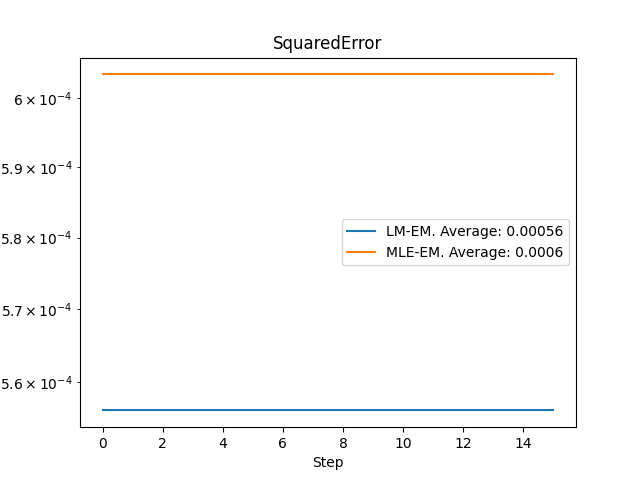 SquaredError
6 × 10⁻⁴
5.9 × 10⁻⁴
5.8 × 10⁻⁴
5.7 × 10⁻⁴
5.6 × 10⁻⁴
LM-EM. Average: 0.00056
MLE-EM. Average: 0.0006
0 2 4 6 8 10 12 14
Step